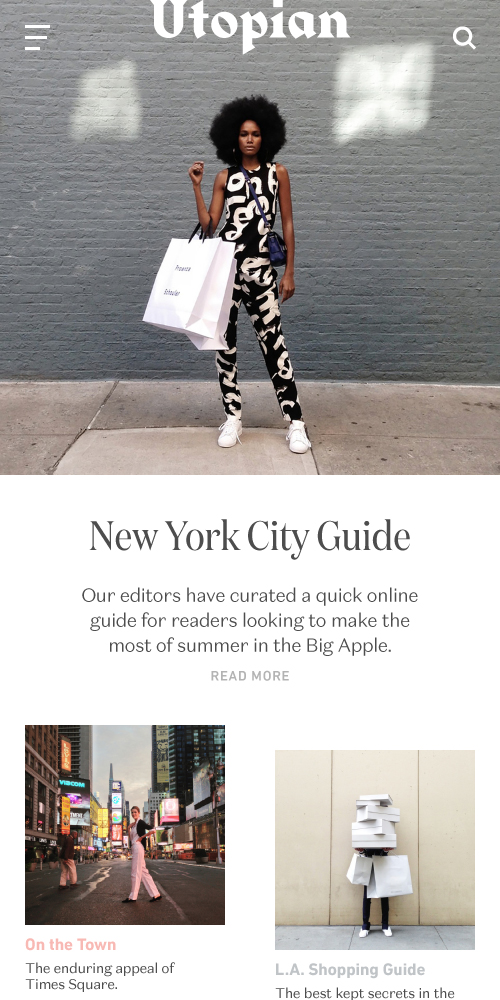 Utopian
Proenza
Schouler
New York City Guide
Our editors have curated a quick online
guide for readers looking to make the
most of summer in the Big Apple.
READ MORE
VIACOM
On the Town
The enduring appeal of
Times Square.
L.A. Shopping Guide
The best kept secrets in the